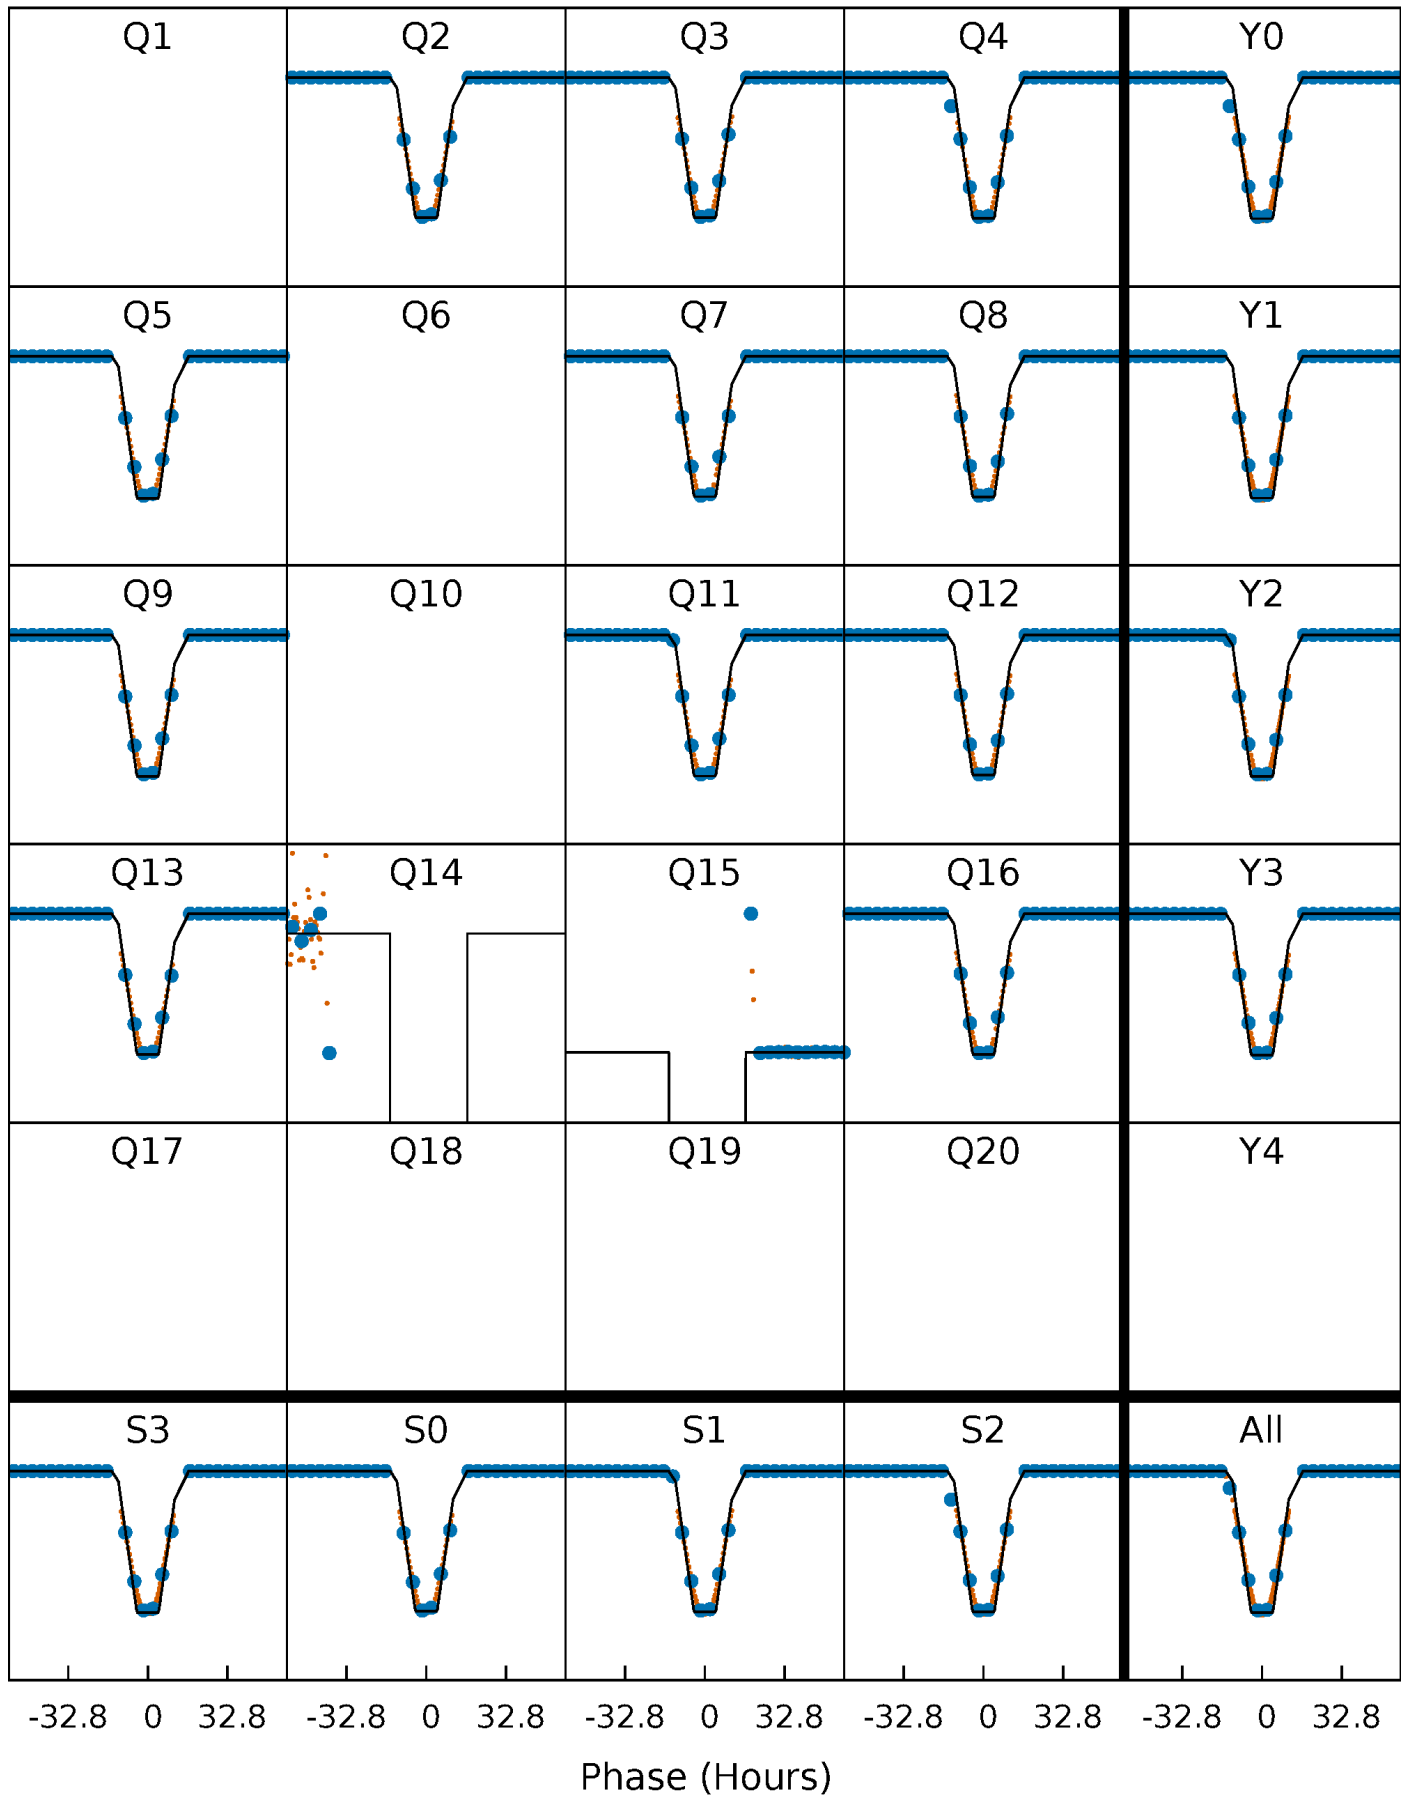 Q1 Q2 Q3 Q4 Y0
Q5 Q6 Q7 Q8 Y1
Q9 Q10 Q11 Q12 Y2
Q13 Q14 Q15 Q16 Y3
Q17 Q18 Q19 Q20 Y4
S3 S0 S1 S2 All
-32.8 0 32.8 -32.8 0 32.8 -32.8 0 32.8 -32.8 0 32.8 -32.8 0 32.8
Phase (Hours)